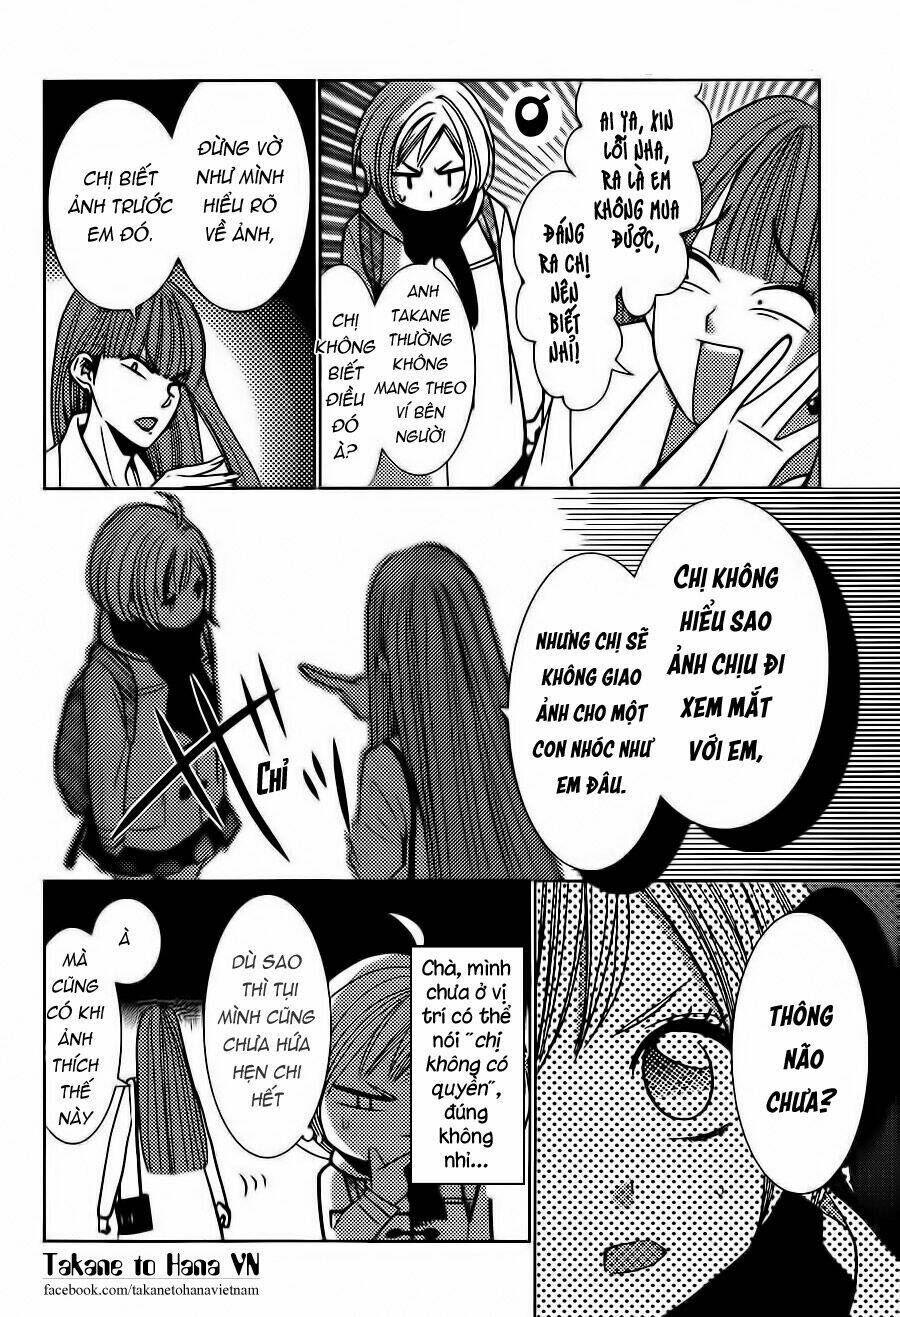 AI YA, XIN
LỖI NHA,
RA LÀ EM
KHÔNG MUA
ĐƯỢC,
ĐÁNG
RA CHỊ
NÊN
BIẾT
NHỈ!
ANH
TAKANE
THƯỜNG
KHÔNG
MANG THEO
VÍ BÊN
NGƯỜI
CHỊ
KHÔNG
BIẾT
ĐIỀU
ĐÓ
À?
ĐỪNG VỜ
NHƯ MÌNH
HIỂU RÕ
VỀ ẢNH,
CHỊ BIẾT
ẢNH TRƯỚC
EM ĐÓ.
CHỊ KHÔNG
HIỂU SAO
ẢNH CHỊU ĐI
XEM MẮT
VỚI EM,
NHƯNG CHỊ SẼ
KHÔNG GIAO
ẢNH CHO MỘT
CON NHÓC NHƯ
EM ĐÂU.
CHỈ
THÔNG
NÃO
CHƯA?
Chà, mình
chưa ở vị
trí có thể
nói "chị
không có
quyền",
đúng
không
nhỉ...
DÙ SAO
THÌ TỤI
MÌNH CŨNG
CHƯA HỨA
HẸN CHI
HẾT
À
MÀ
CŨNG
CÓ KHI
ẢNH
THÍCH
THẾ
NÀY
Takane to Hana VN
facebook.com/takanetohanavietnam